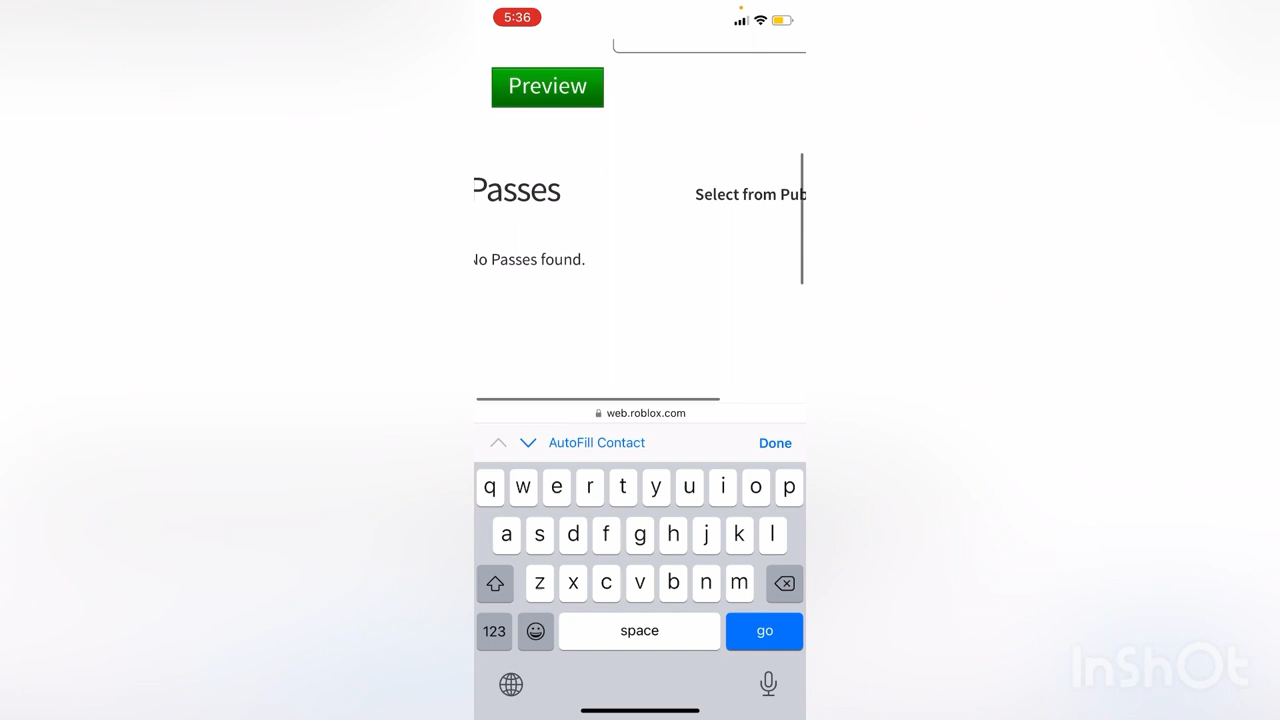 5:36
Preview
Passes
Select from Pub
No Passes found.
web.roblox.com
AutoFill Contact
Done
q w e r t y u i o p
a s d f g h j k l
z x c v b n m
123
space
go
InShOt